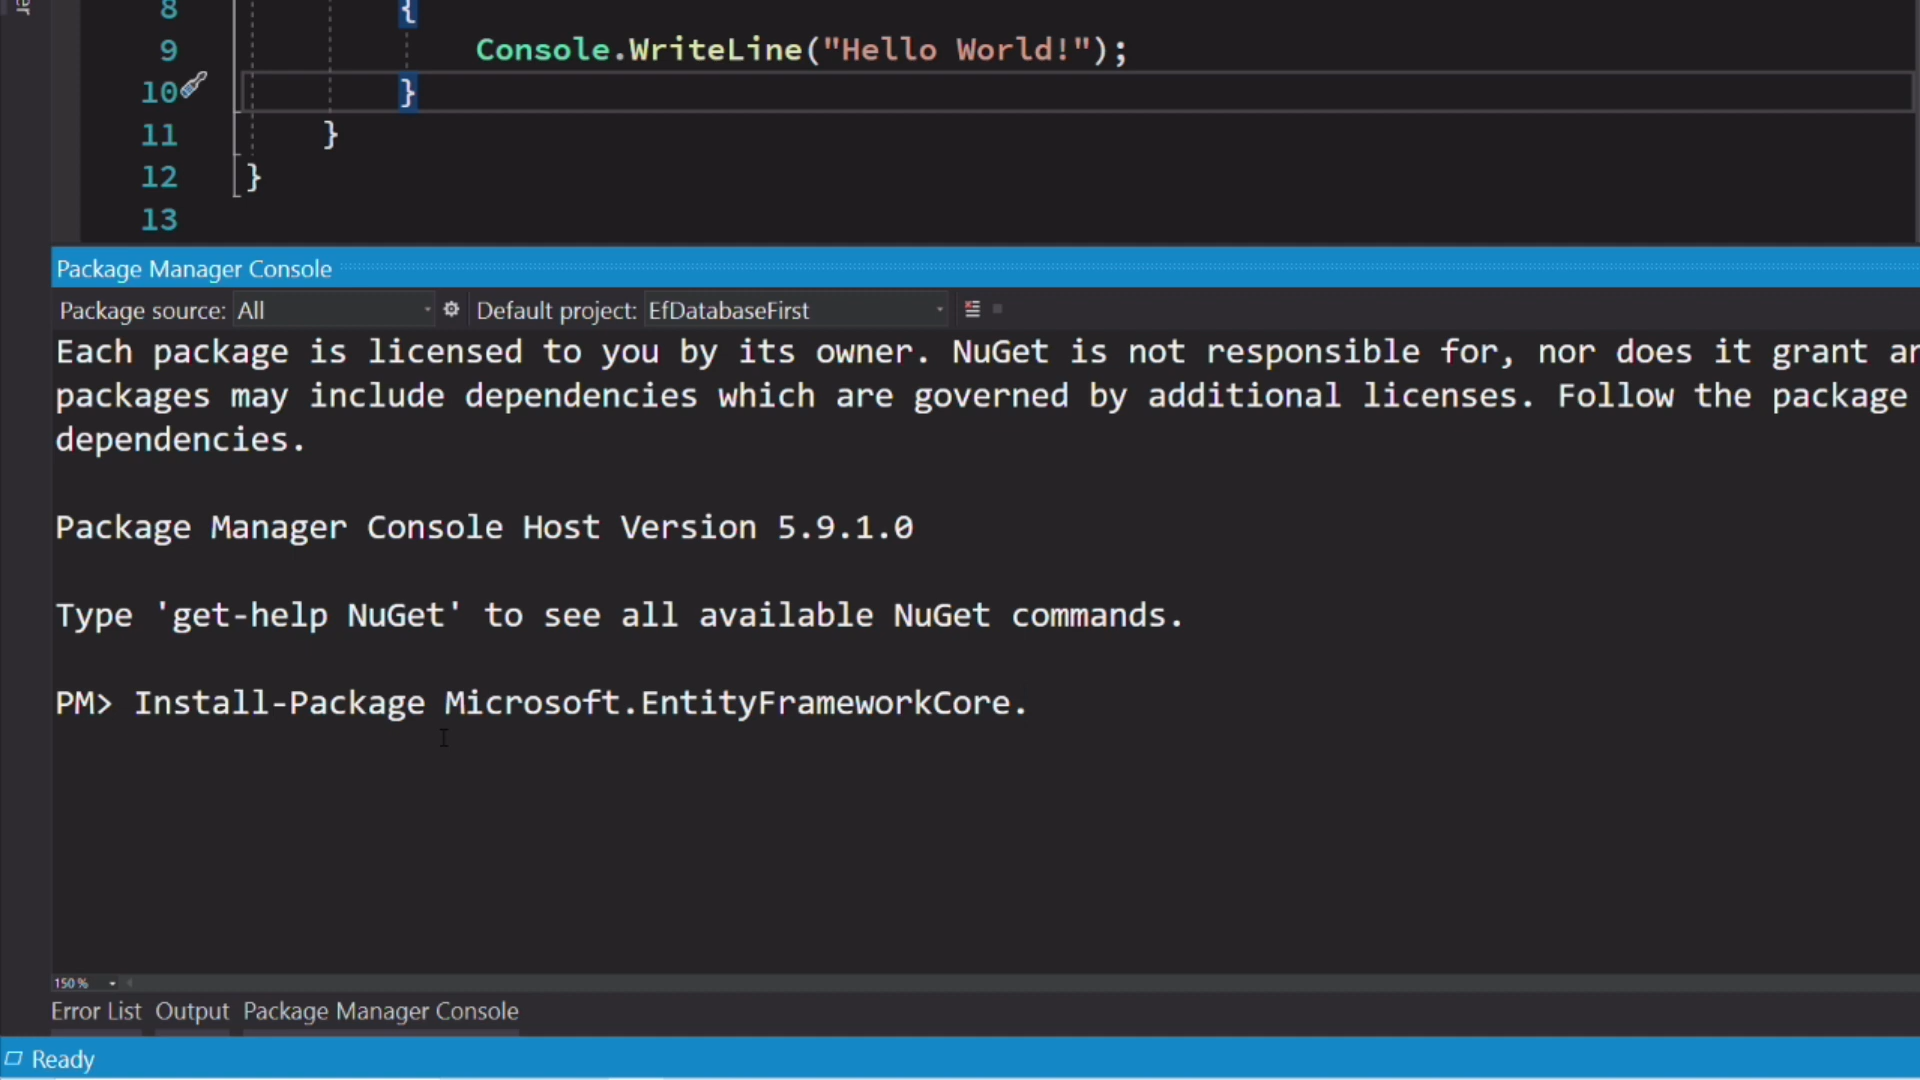 er
8 {
9 Console.WriteLine("Hello World!");
10 }
11 }
12 }
13
Package Manager Console
Package source: All Default project: EfDatabaseFirst
Each package is licensed to you by its owner. NuGet is not responsible for, nor does it grant
packages may include dependencies which are governed by additional licenses. Follow the package
dependencies.
Package Manager Console Host Version 5.9.1.0
Type 'get-help NuGet' to see all available NuGet commands.
PM> Install-Package Microsoft.EntityFrameworkCore.
150 %
Error List Output Package Manager Console
Ready